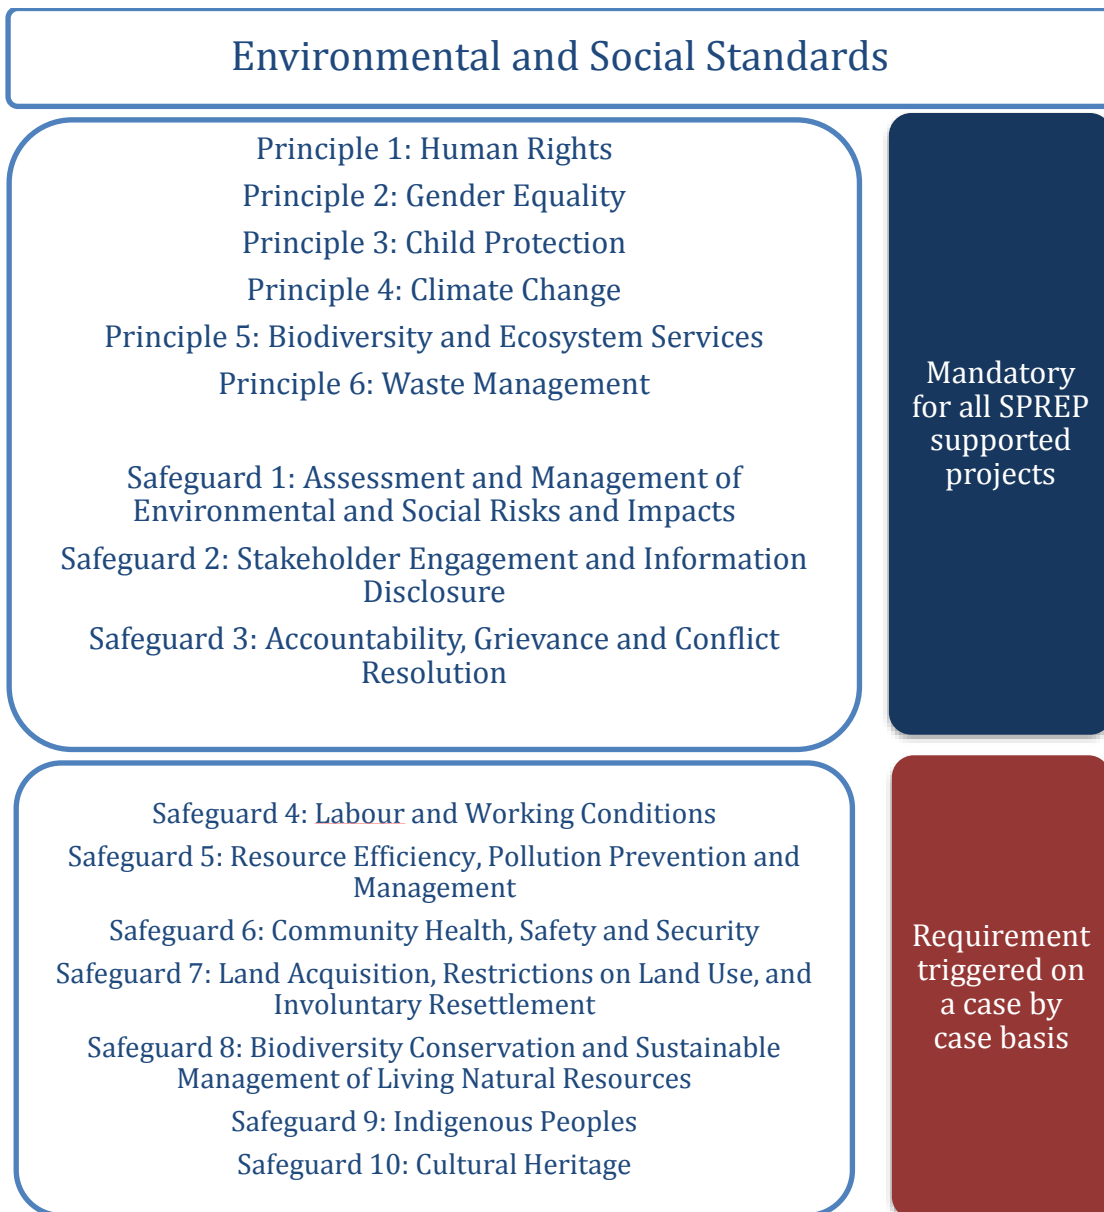 Environmental and Social Standards
Principle 1: Human Rights
Principle 2: Gender Equality
Principle 3: Child Protection
Principle 4: Climate Change
Principle 5: Biodiversity and Ecosystem Services
Principle 6: Waste Management
Safeguard 1: Assessment and Management of
Environmental and Social Risks and Impacts
Safeguard 2: Stakeholder Engagement and Information
Disclosure
Safeguard 3: Accountability, Grievance and Conflict
Resolution
Mandatory
for all SPREP
supported
projects
Safeguard 4: Labour and Working Conditions
Safeguard 5: Resource Efficiency, Pollution Prevention and
Management
Safeguard 6: Community Health, Safety and Security
Safeguard 7: Land Acquisition, Restrictions on Land Use, and
Involuntary Resettlement
Safeguard 8: Biodiversity Conservation and Sustainable
Management of Living Natural Resources
Safeguard 9: Indigenous Peoples
Safeguard 10: Cultural Heritage
Requirement
triggered on
a case by
case basis